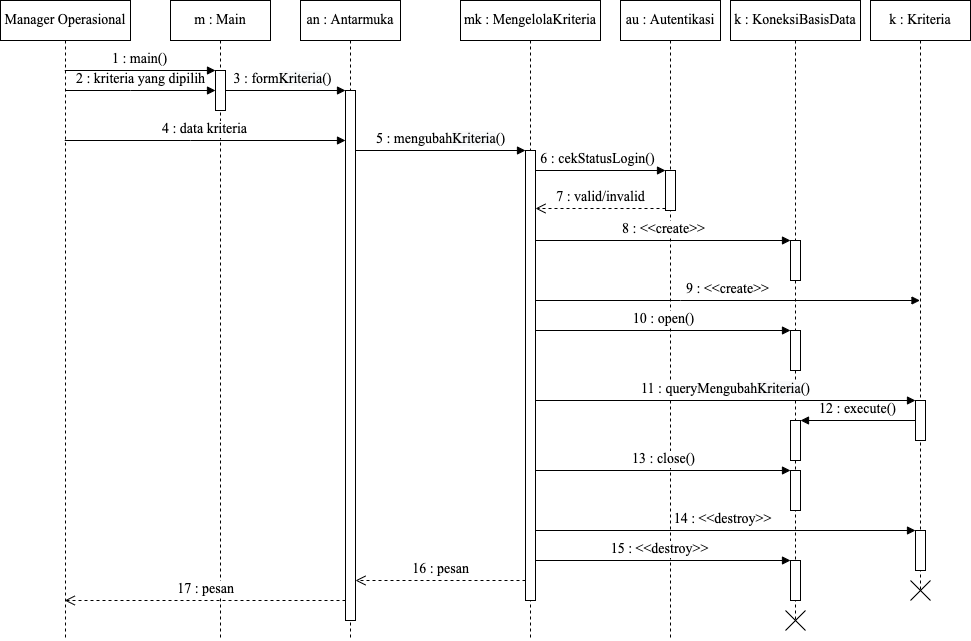 Manager Operasional
m : Main
an : Antarmuka
mk : MengelolaKriteria
au : Autentikasi
k : KoneksiBasisData
k : Kriteria
1 : main()
2 : kriteria yang dipilih
3 : formKriteria()
4 : data kriteria
5 : mengubahKriteria()
6 : cekStatusLogin()
7 : valid/invalid
8 : <<create>>
9 : <<create>>
10 : open()
11 : queryMengubahKriteria()
12 : execute()
13 : close()
14 : <<destroy>>
15 : <<destroy>>
16 : pesan
17 : pesan